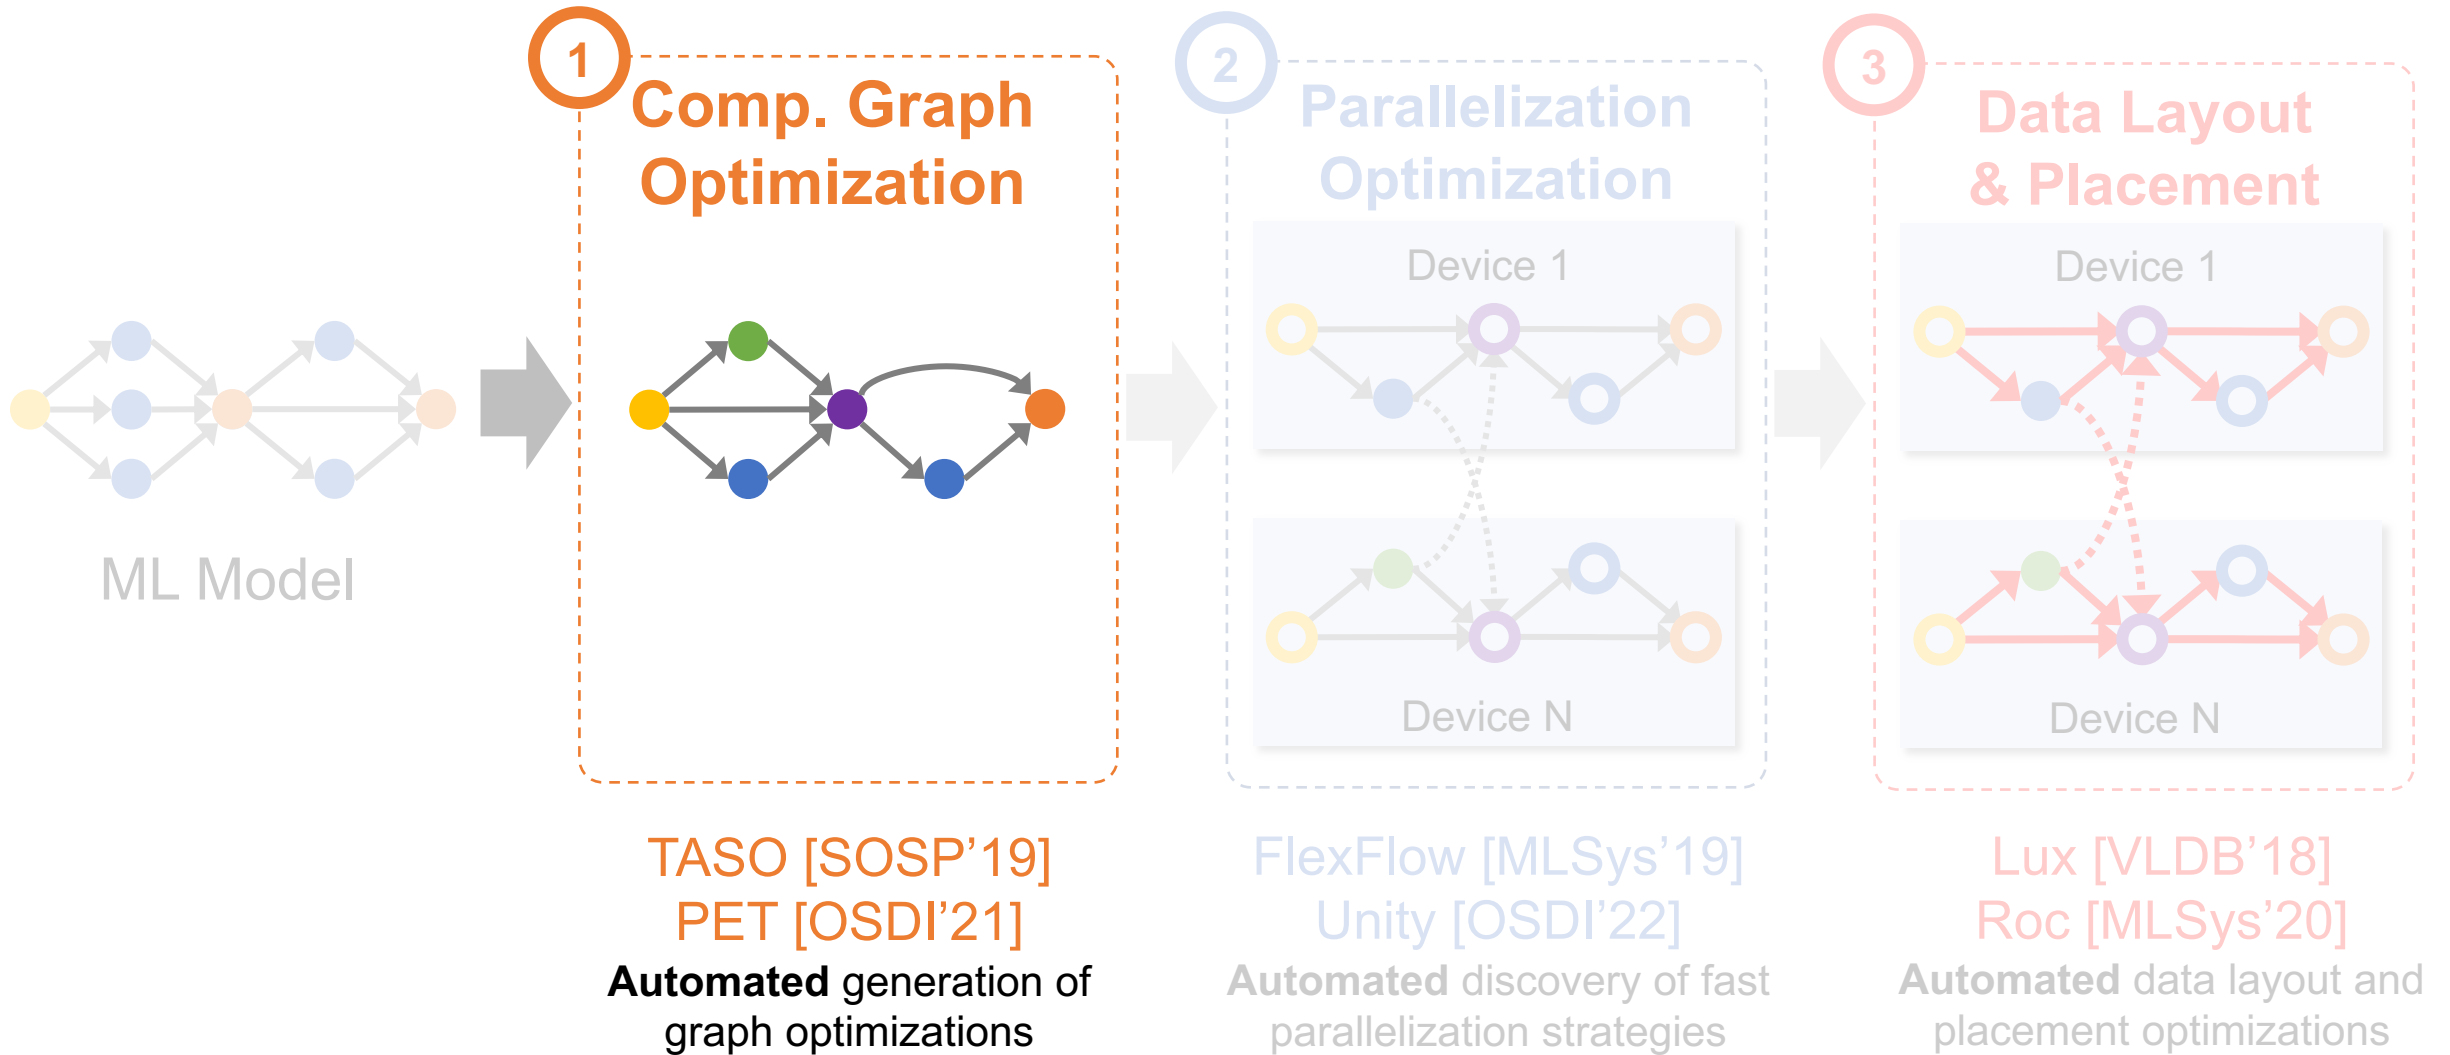 1
Comp. Graph
Optimization
2
Parallelization
Optimization
3
Data Layout
& Placement
ML Model
Device 1
Device N
Device 1
Device N
TASO [SOSP’19]
PET [OSDI’21]
Automated generation of
graph optimizations
FlexFlow [MLSys’19]
Unity [OSDI’22]
Automated discovery of fast
parallelization strategies
Lux [VLDB’18]
Roc [MLSys’20]
Automated data layout and
placement optimizations